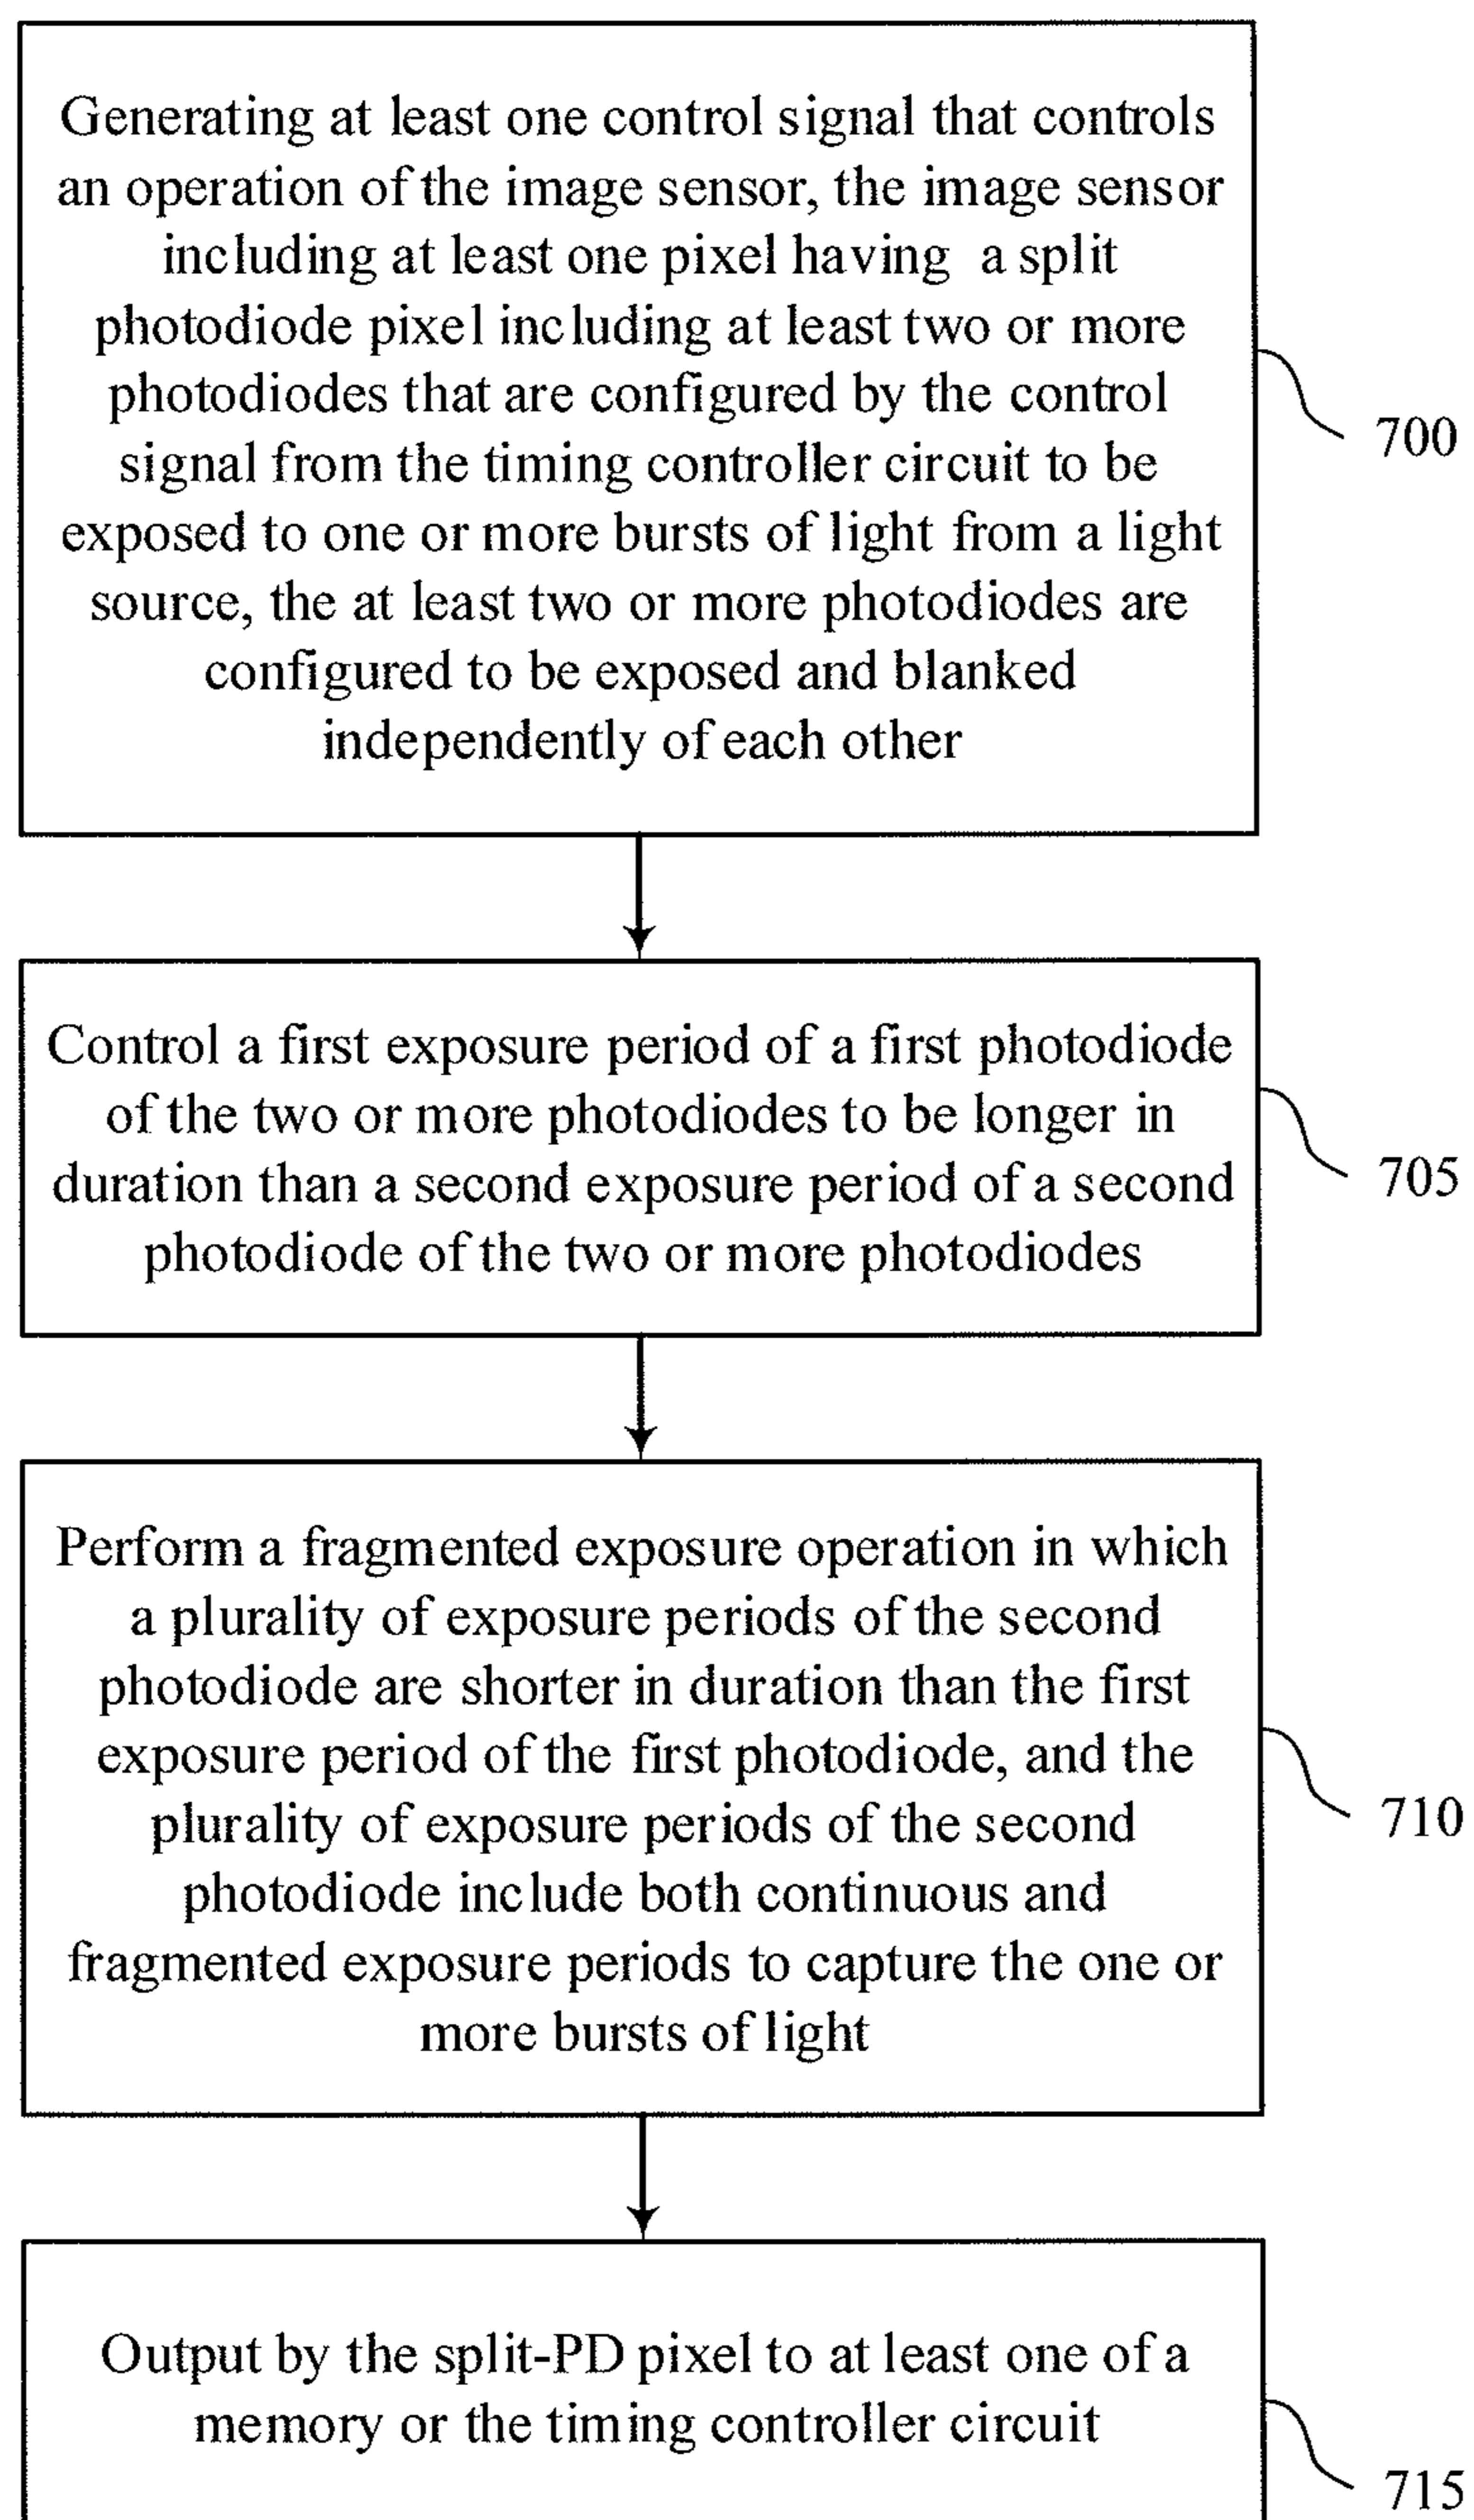 Generating at least one control signal that controls
an operation of the image sensor, the image sensor
including at least one pixel having a split
photodiode pixel including at least two or more
photodiodes that are configured by the control
signal from the timing controller circuit to be
exposed to one or more bursts of light from a light
source, the at least two or more photodiodes are
configured to be exposed and blanked
independently of each other
700
Control a first exposure period of a first photodiode
of the two or more photodiodes to be longer in
duration than a second exposure period of a second
photodiode of the two or more photodiodes
705
Perform a fragmented exposure operation in which
a plurality of exposure periods of the second
photodiode are shorter in duration than the first
exposure period of the first photodiode, and the
plurality of exposure periods of the second
photodiode include both continuous and
fragmented exposure periods to capture the one or
more bursts of light
710
Output by the split-PD pixel to at least one of a
memory or the timing controller circuit
715